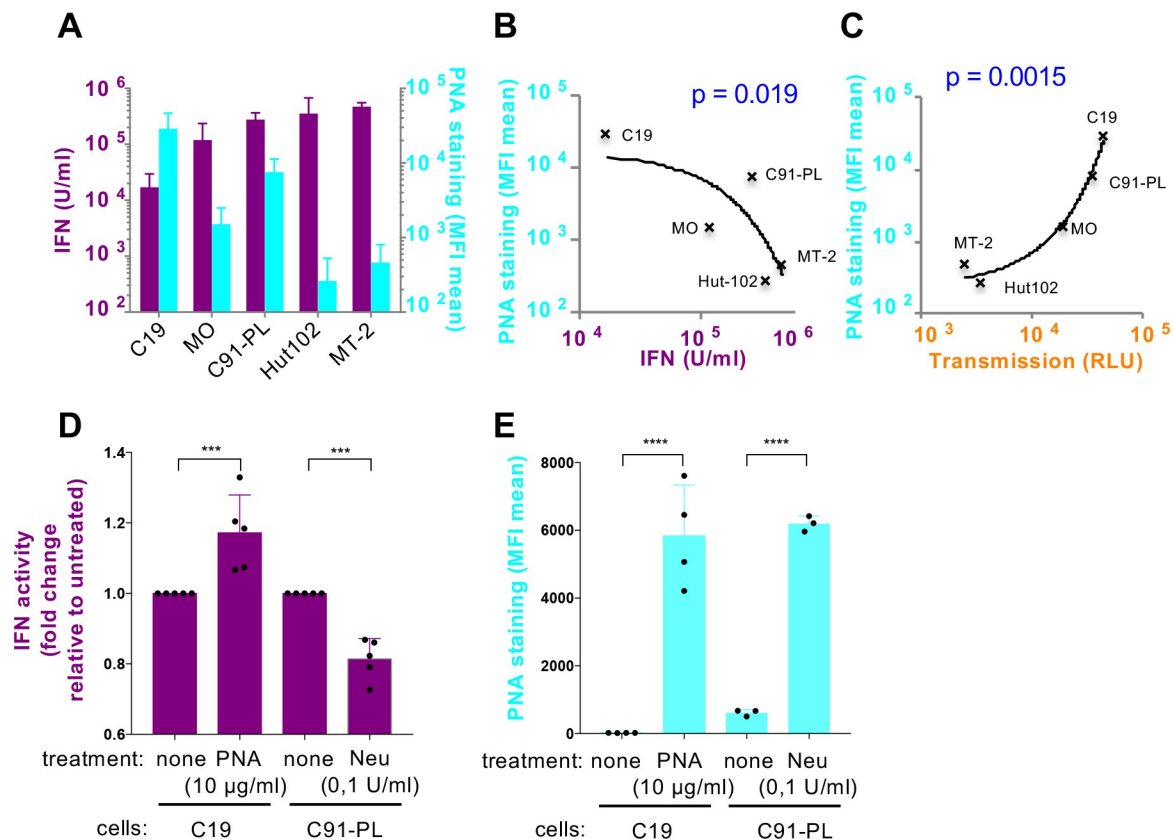 A
IFN (U/ml)
10 6
10 5
10 4
10 3
10 2
10 5
10 4
10 3
10 2
PNA staining (MFI mean)
C19
MO
C91-PL
Hut102
MT-2
B
p = 0.019
PNA staining (MFI mean)
10 5
10 4
10 3
10 2
C19
C91-PL
MO
MT-2
Hut-102
10 4
10 5
10 6
IFN (U/ml)
C
p = 0.0015
PNA staining (MFI mean)
10 5
10 4
10 3
10 2
C19
C91-PL
MO
MT-2
Hut102
10 3
10 4
10 5
Transmission (RLU)
D
IFN activity
(fold change
relative to untreated)
1.4
1.2
1.0
0.8
0.6
***
***
treatment: none PNA none Neu
(10 µg/ml) (0,1 U/ml)
cells: C19 C91-PL
E
PNA staining (MFI mean)
8000
6000
4000
2000
0
****
****
treatment: none PNA none Neu
(10 µg/ml) (0,1 U/ml)
cells: C19 C91-PL